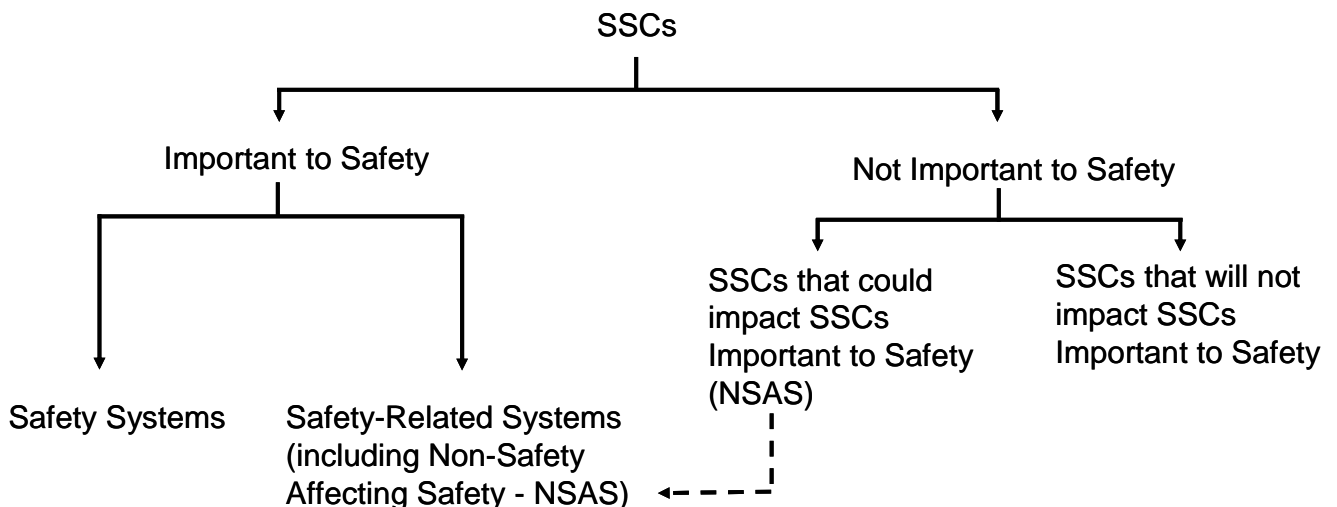 SSCs
Important to Safety
Not Important to Safety
SSCs that could
impact SSCs
Important to Safety
(NSAS)
SSCs that will not
impact SSCs
Important to Safety
Safety Systems
Safety-Related Systems
(including Non-Safety
Affecting Safety - NSAS)